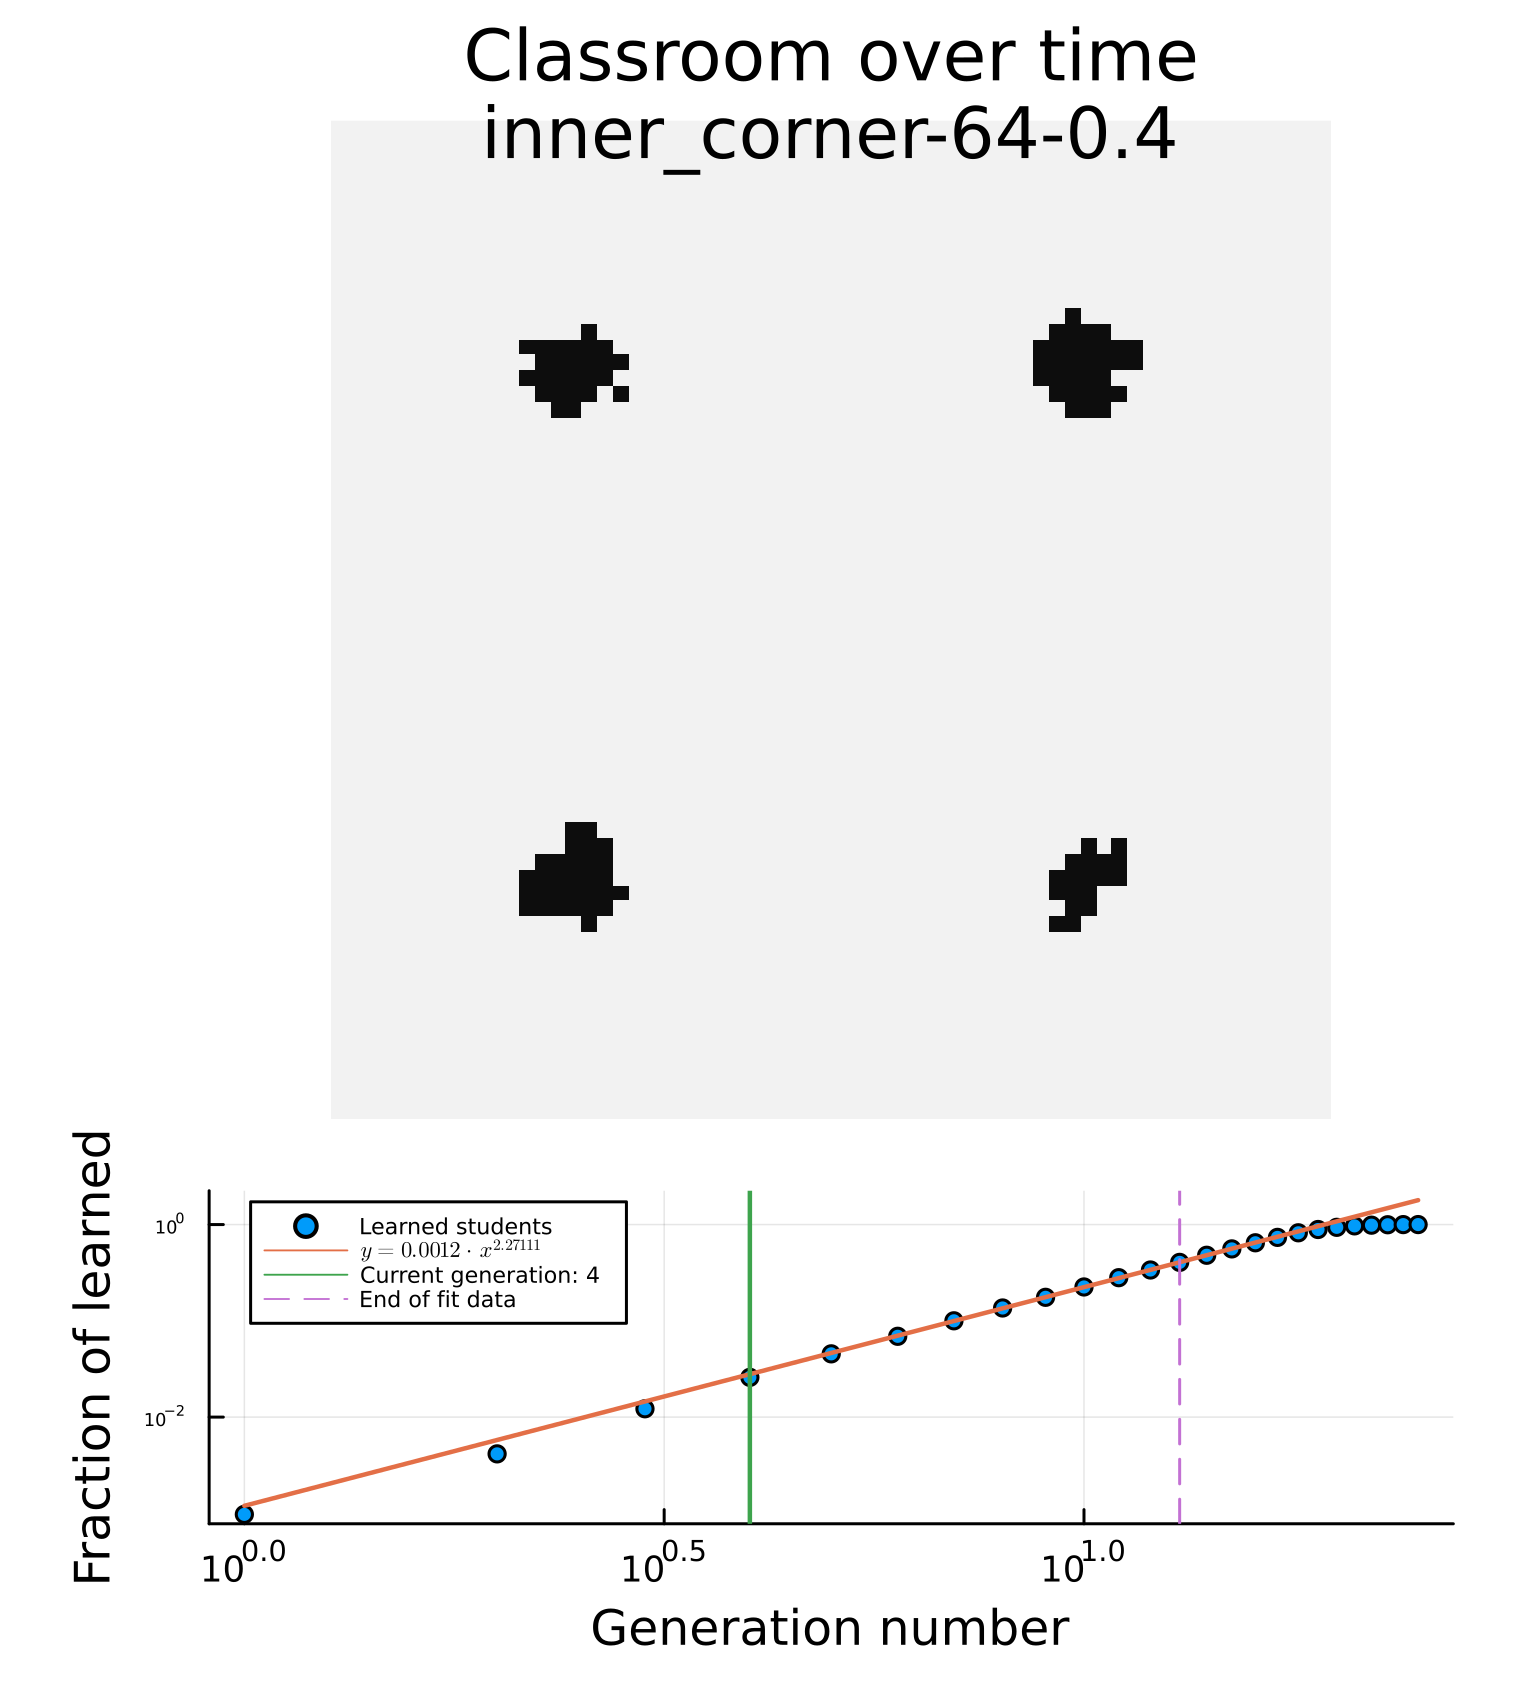 Classroom over time
inner_corner-64-0.4
Fraction of learned
10^0
10^−2
Learned students
y = 0.0012 · x^2.27111
Current generation: 4
End of fit data
10^0.0 10^0.5 10^1.0
Generation number